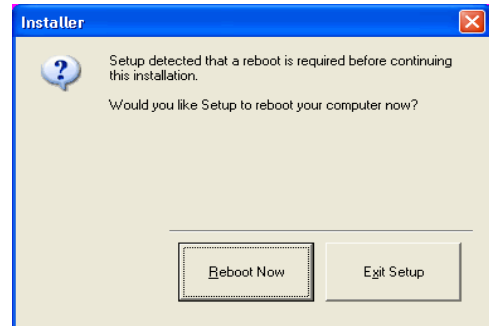 Installer
Setup detected that a reboot is required before continuing
this installation.
Would you like Setup to reboot your computer now?
Reboot Now
Exit Setup